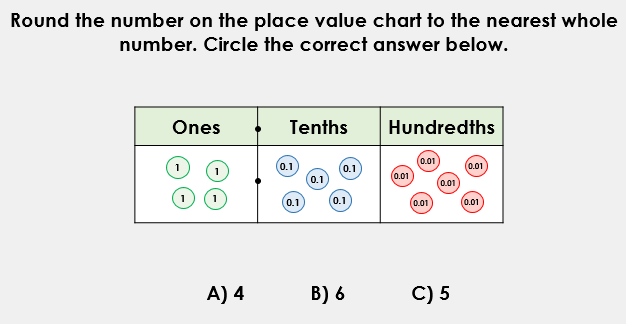 Round the number on the place value chart to the nearest whole
number. Circle the correct answer below.
Ones Tenths Hundredths
1 1 0.1 0.1 0.1 0.01 0.01 0.01 0.01
1 1 0.1 0.1 0.01 0.01
A) 4 B) 6 C) 5